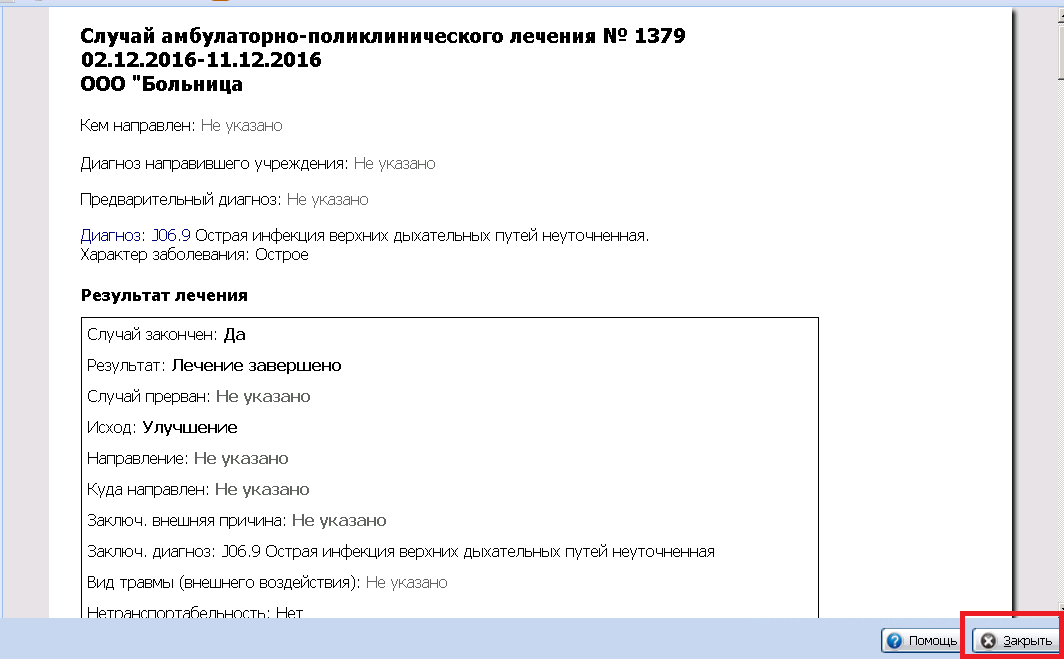 Случай амбулаторно-поликлинического лечения № 1379
02.12.2016-11.12.2016
ООО "Больница
Кем направлен: Не указано
Диагноз направившего учреждения: Не указано
Предварительный диагноз: Не указано
Диагноз: J06.9 Острая инфекция верхних дыхательных путей неуточненная.
Характер заболевания: Острое
Результат лечения
Случай закончен: Да
Результат: Лечение завершено
Случай прерван: Не указано
Исход: Улучшение
Направление: Не указано
Куда направлен: Не указано
Заключ. внешняя причина: Не указано
Заключ. диагноз: J06.9 Острая инфекция верхних дыхательных путей неуточненная
Вид травмы (внешнего воздействия): Не указано
Нетранспортабельность: Нет
Помощь Закрыть